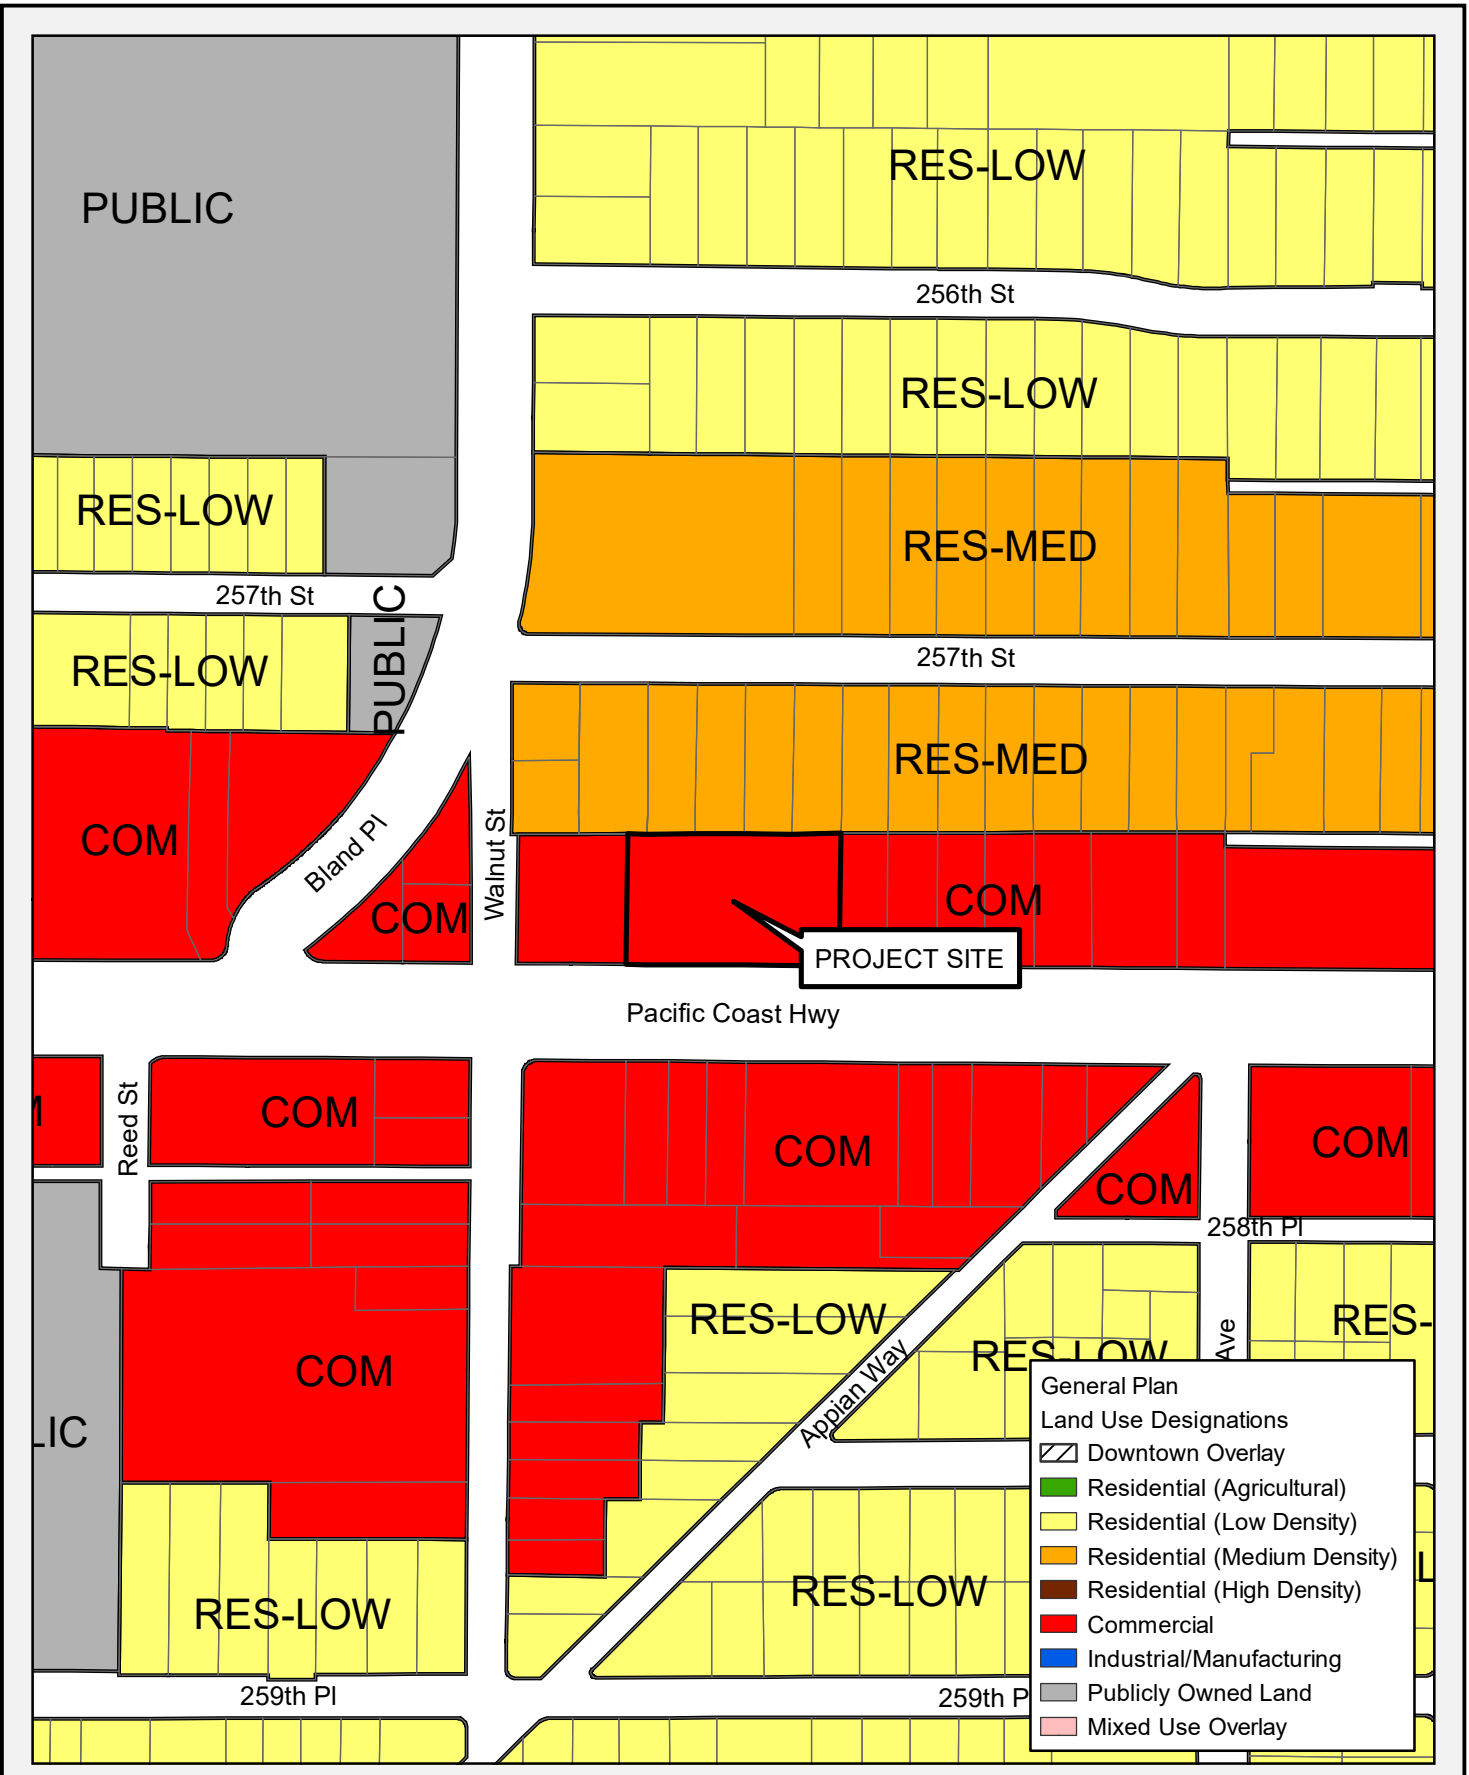 RES-LOW
PUBLIC
256th St
RES-LOW
RES-LOW
RES-MED
257th St
PUBLIC
257th St
RES-LOW
RES-MED
COM
Bland Pl
Walnut St
COM
COM
PROJECT SITE
Pacific Coast Hwy
Reed St
COM
COM
COM
COM
258th Pl
RES-LOW
RES-
RES-LOW
Ave
COM
Appian Way
LIC
RES-LOW
RES-LOW
L
259th Pl
259th P
General Plan
Land Use Designations
Downtown Overlay
Residential (Agricultural)
Residential (Low Density)
Residential (Medium Density)
Residential (High Density)
Commercial
Industrial/Manufacturing
Publicly Owned Land
Mixed Use Overlay